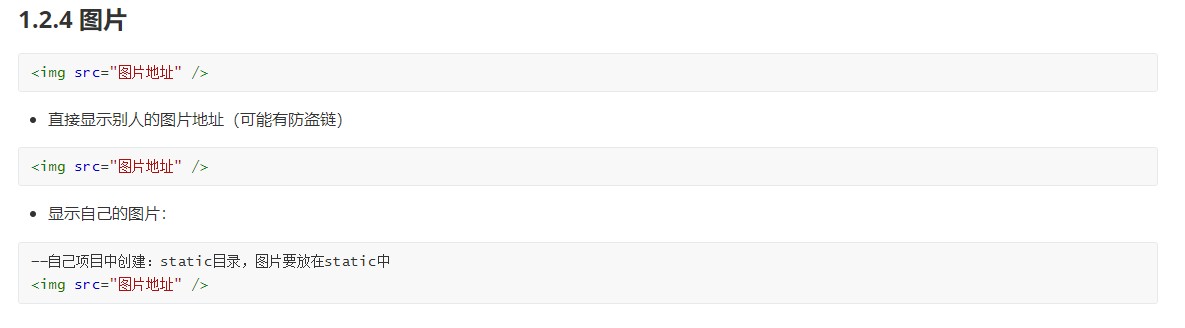 1.2.4 图片
<img src="图片地址" />
直接显示别人的图片地址（可能有防盗链）
<img src="图片地址" />
显示自己的图片：
--自己项目中创建：static目录，图片要放在static中
<img src="图片地址" />